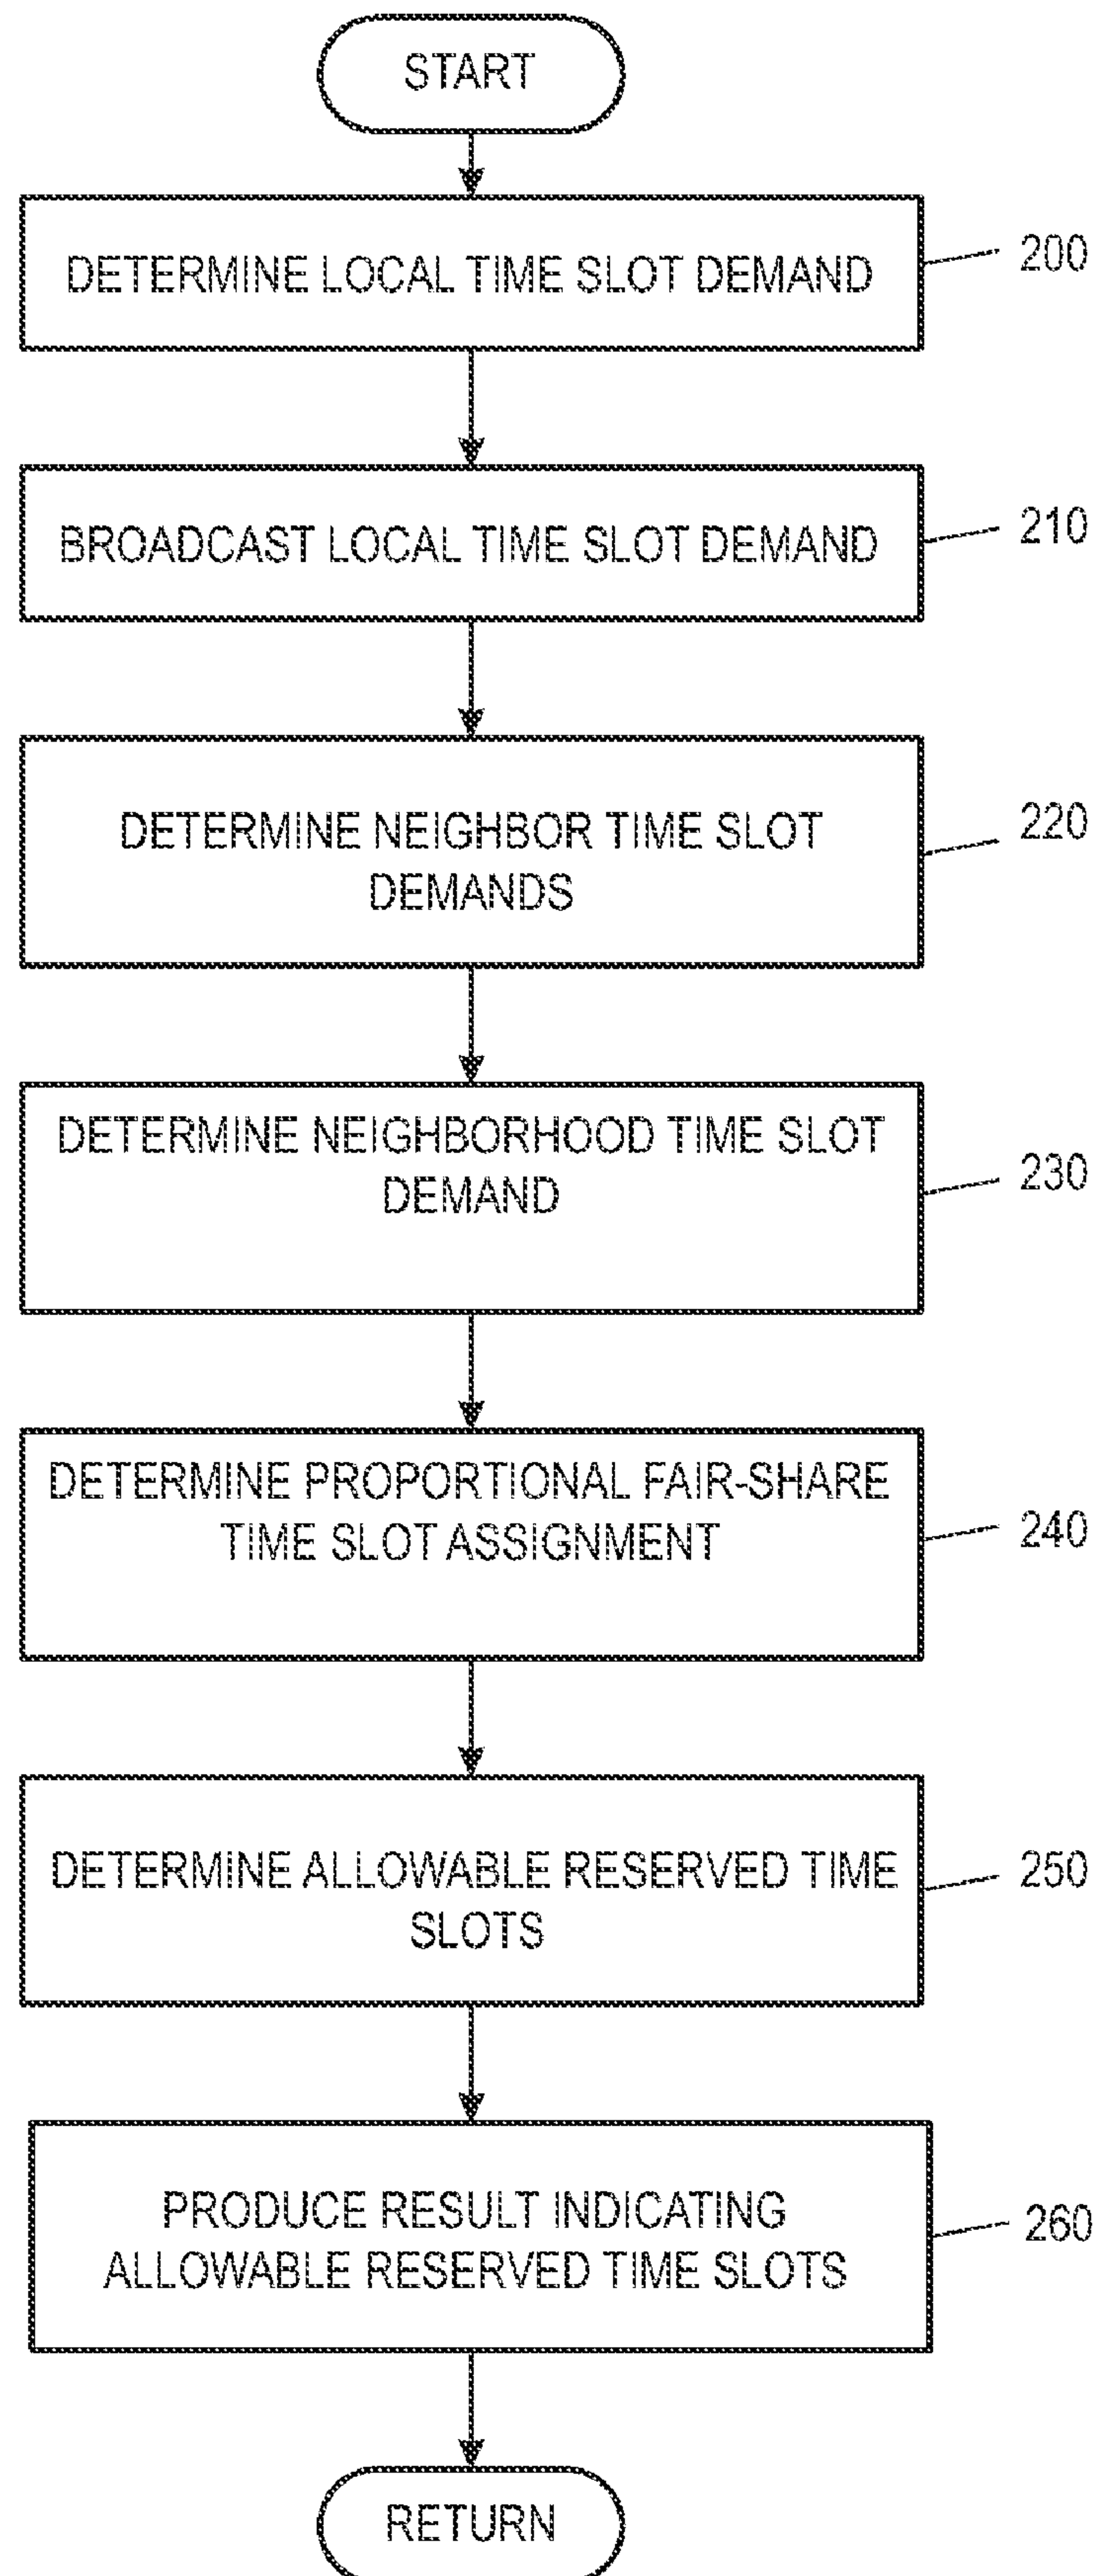 START
DETERMINE LOCAL TIME SLOT DEMAND
200
BROADCAST LOCAL TIME SLOT DEMAND
210
DETERMINE NEIGHBOR TIME SLOT
DEMANDS
220
DETERMINE NEIGHBORHOOD TIME SLOT
DEMAND
230
DETERMINE PROPORTIONAL FAIR-SHARE
TIME SLOT ASSIGNMENT
240
DETERMINE ALLOWABLE RESERVED TIME
SLOTS
250
PRODUCE RESULT INDICATING
ALLOWABLE RESERVED TIME SLOTS
260
RETURN